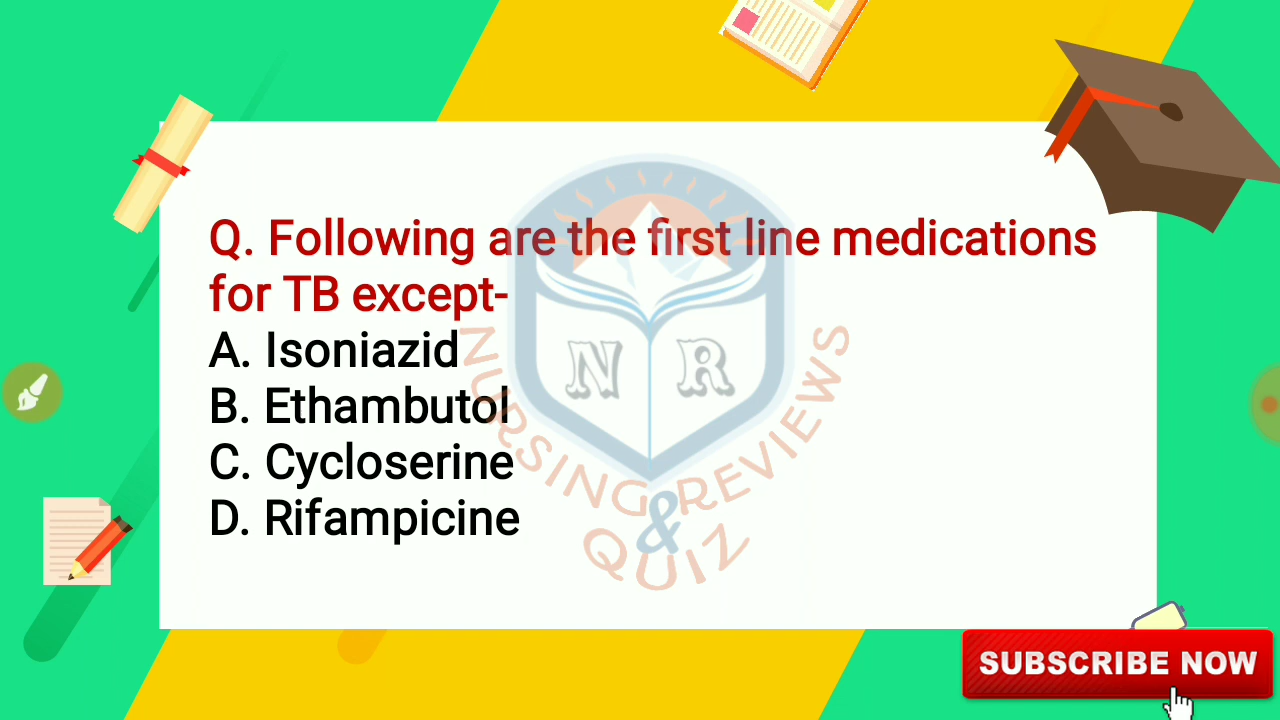 Q. Following are the first line medications
for TB except-
A. Isoniazid
B. Ethambutol
C. Cycloserine
D. Rifampicine
N R
NURSING REVIEWS
&
QUIZ
SUBSCRIBE NOW